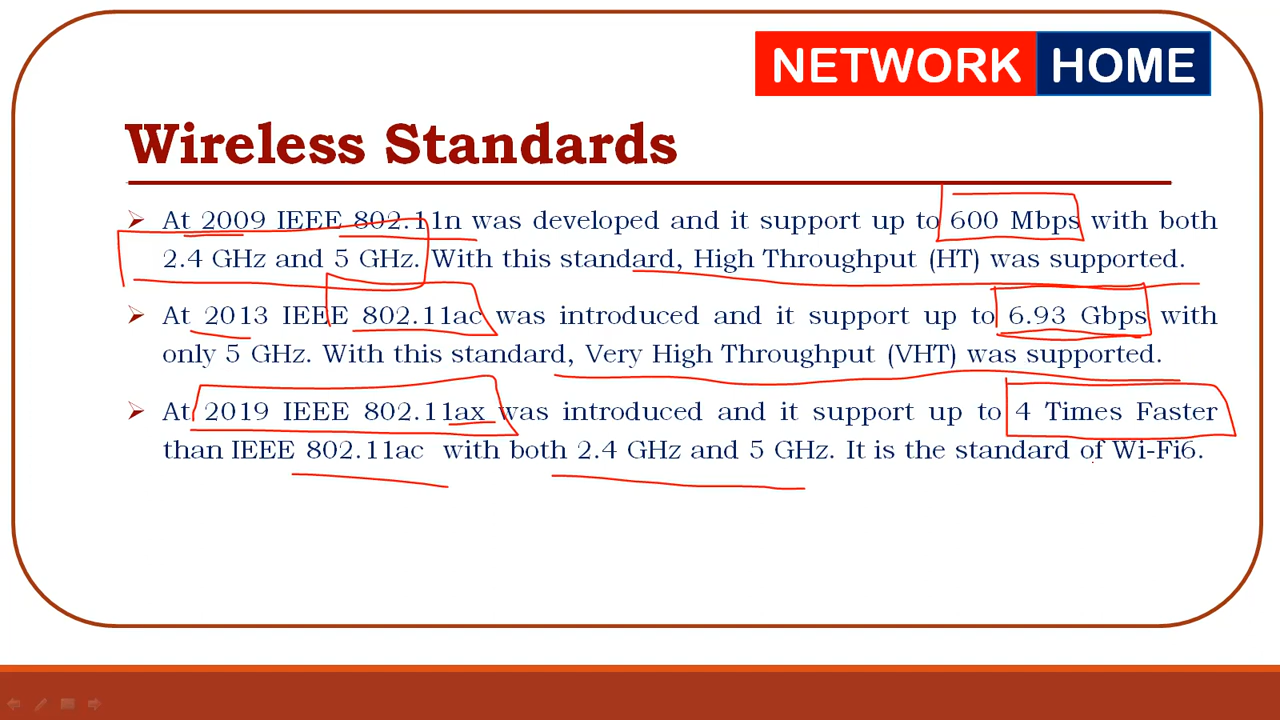 NETWORK HOME
Wireless Standards
At 2009 IEEE 802.11n was developed and it support up to 600 Mbps with both
2.4 GHz and 5 GHz. With this standard, High Throughput (HT) was supported.
At 2013 IEEE 802.11ac was introduced and it support up to 6.93 Gbps with
only 5 GHz. With this standard, Very High Throughput (VHT) was supported.
At 2019 IEEE 802.11ax was introduced and it support up to 4 Times Faster
than IEEE 802.11ac with both 2.4 GHz and 5 GHz. It is the standard of Wi-Fi6.